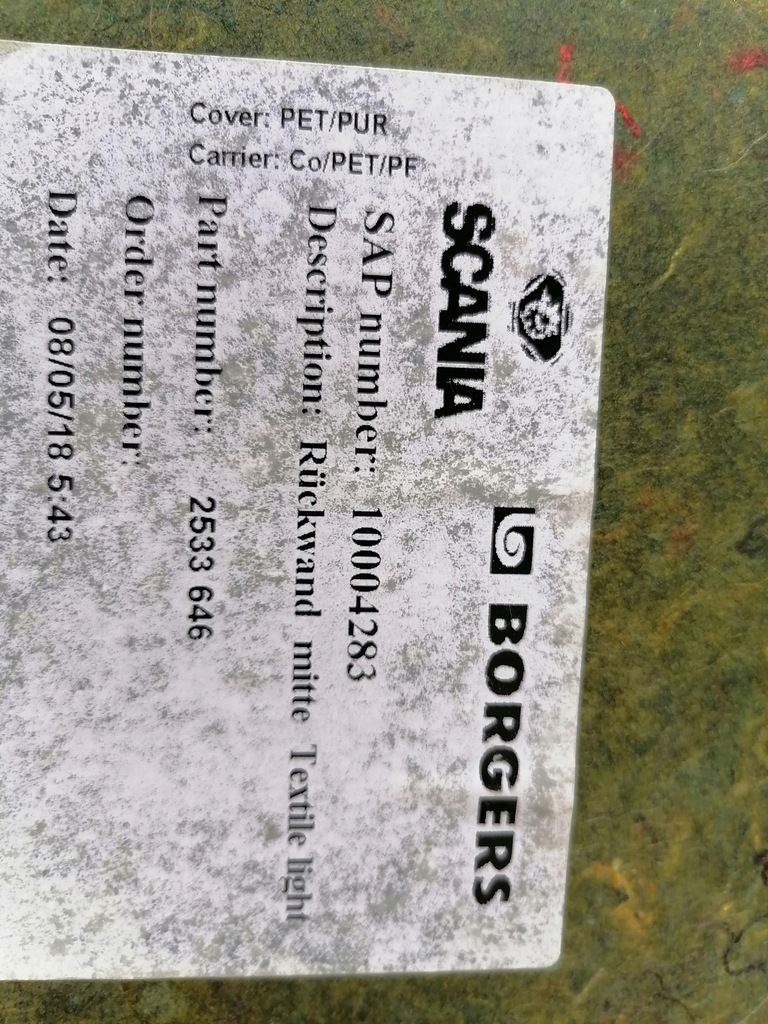 SCANIA
BORGERS
SAP number: 10004283
Description: Rückwand mitte Textile light
Part number: 2533 646
Order number:
Date: 08/05/18 5:43
Cover: PET/PUR
Carrier: Co/PET/PF